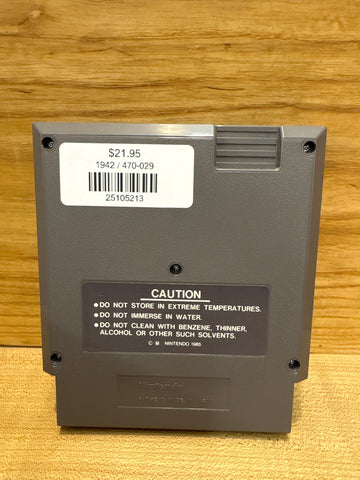 $21.95
1942 / 470-029
25105213
CAUTION
● DO NOT STORE IN EXTREME TEMPERATURES.
● DO NOT IMMERSE IN WATER.
● DO NOT CLEAN WITH BENZENE, THINNER,
ALCOHOL OR OTHER SUCH SOLVENTS.
NINTENDO 1985
Nintendo